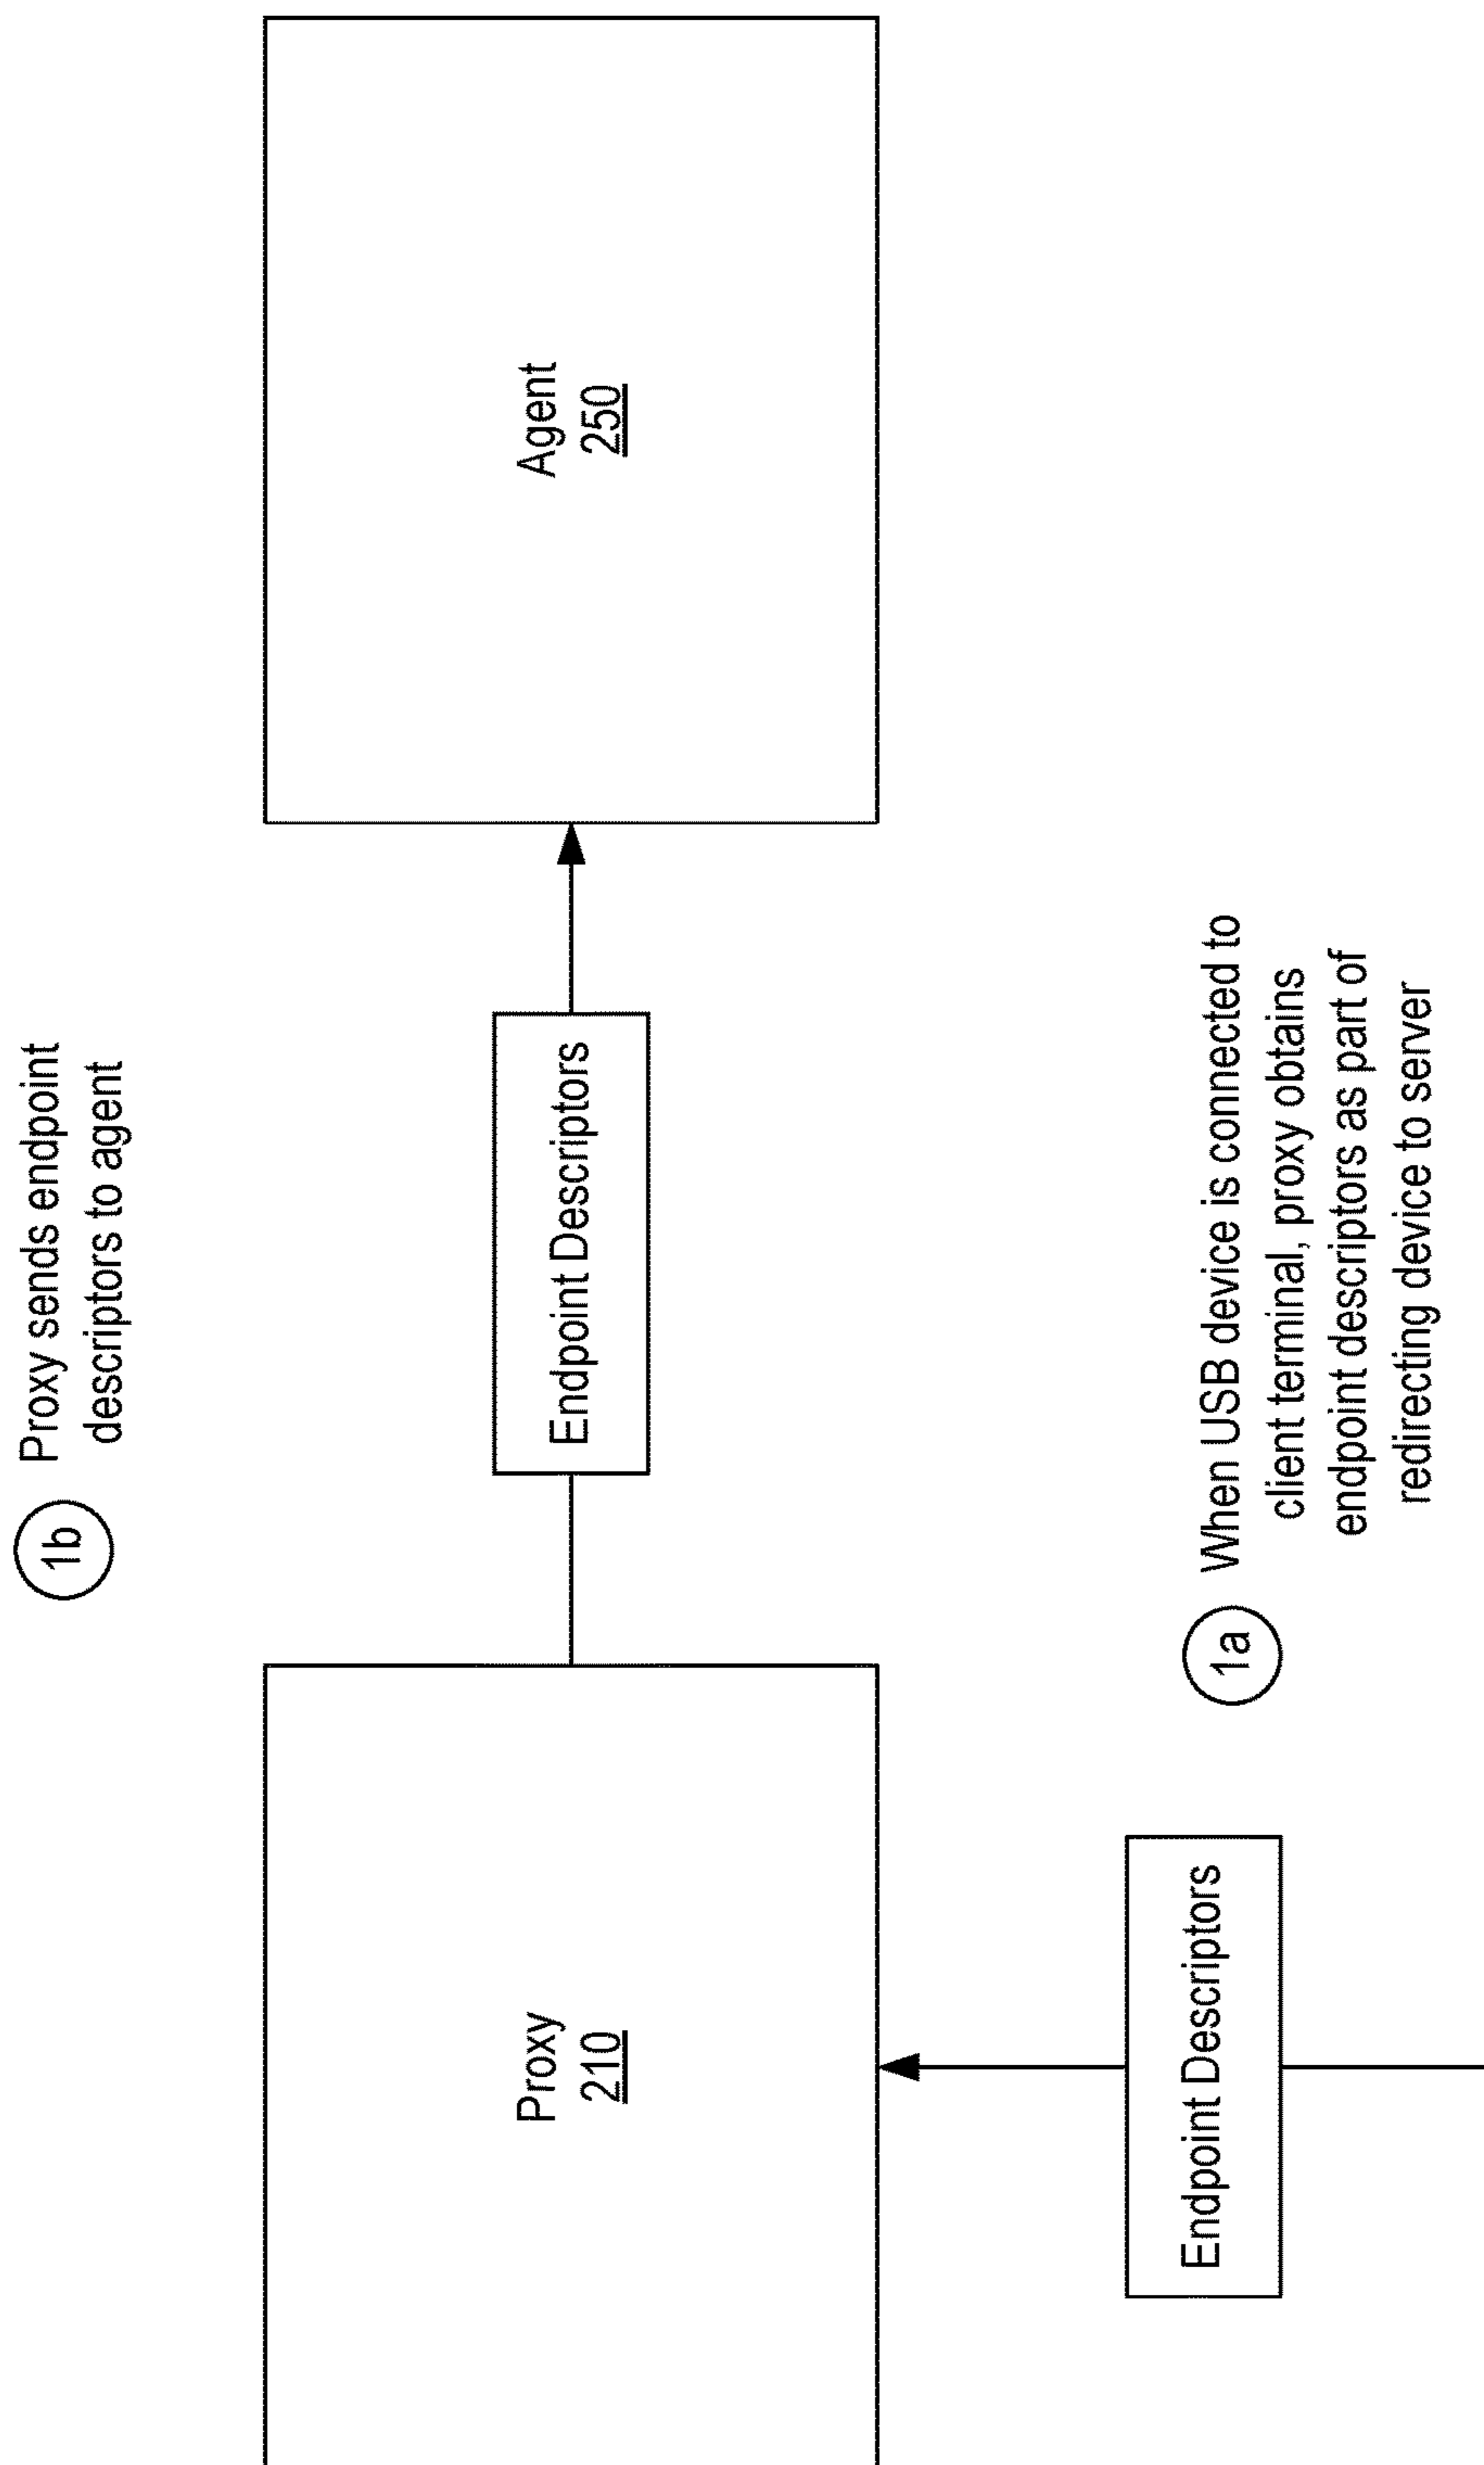 1b
Proxy sends endpoint
descriptors to agent
Proxy
210
Endpoint Descriptors
Agent
250
Endpoint Descriptors
1a
When USB device is connected to
client terminal, proxy obtains
endpoint descriptors as part of
redirecting device to server